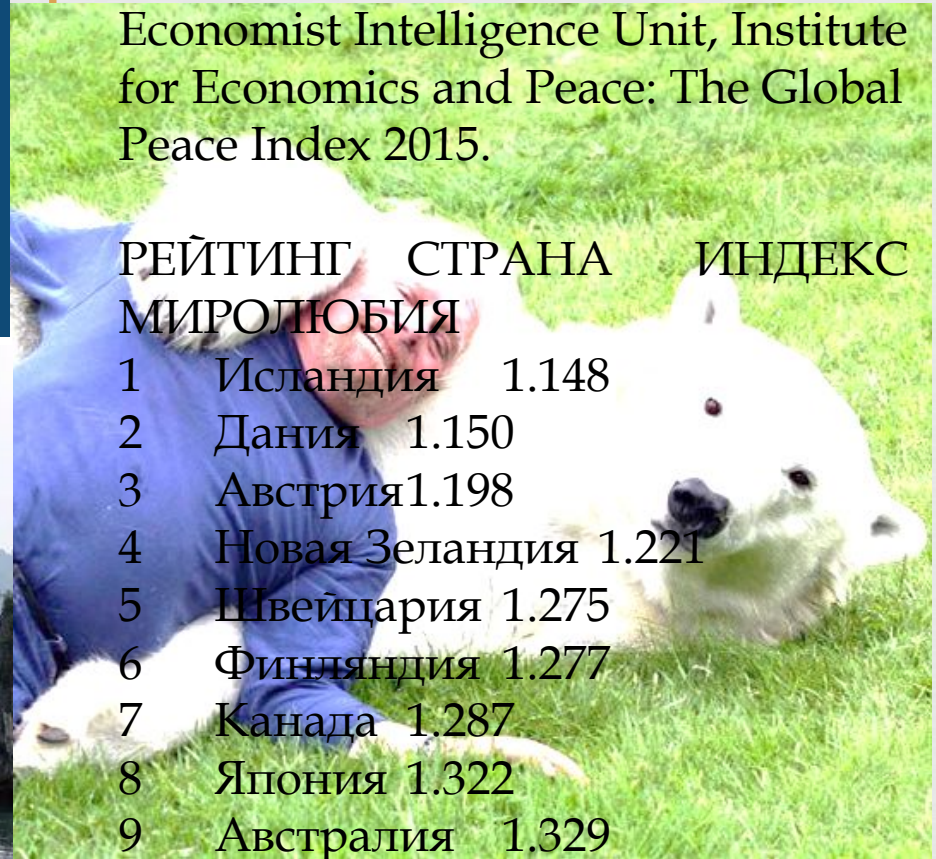 Economist Intelligence Unit, Institute
for Economics and Peace: The Global
Peace Index 2015.
РЕЙТИНГ СТРАНА ИНДЕКС
МИРОЛЮБИЯ
1 Исландия 1.148
2 Дания 1.150
3 Австрия1.198
4 Новая Зеландия 1.221
5 Швейцария 1.275
6 Финляндия 1.277
7 Канада 1.287
8 Япония 1.322
9 Австралия 1.329